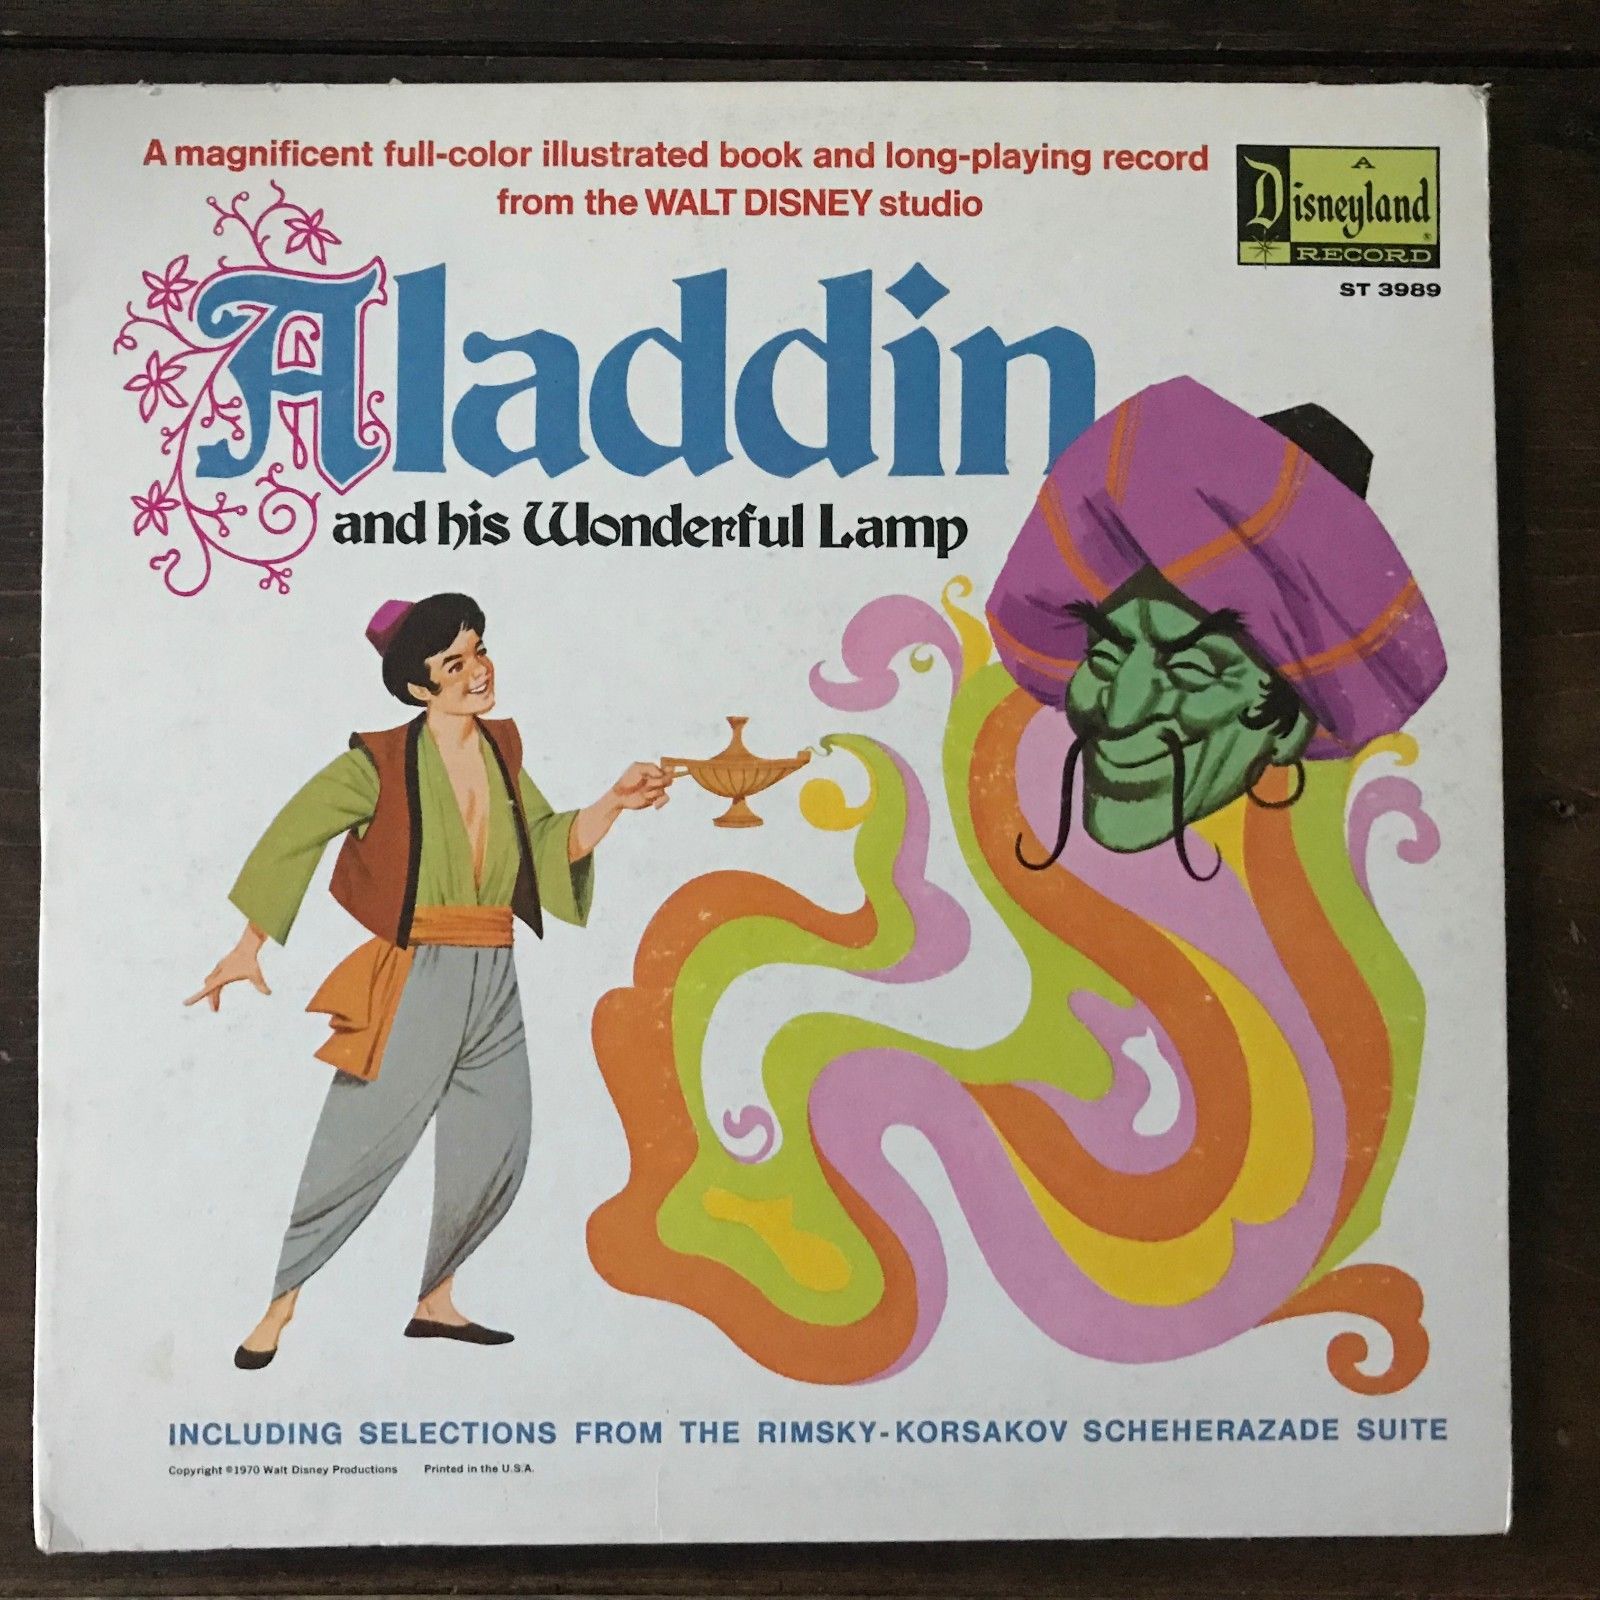 A magnificent full-color illustrated book and long-playing record
from the WALT DISNEY studio
A
Disneyland®
RECORD
ST 3989
Aladdin
and his Wonderful Lamp
INCLUDING SELECTIONS FROM THE RIMSKY-KORSAKOV SCHEHERAZADE SUITE
Copyright ©1970 Walt Disney Productions Printed in the U.S.A.